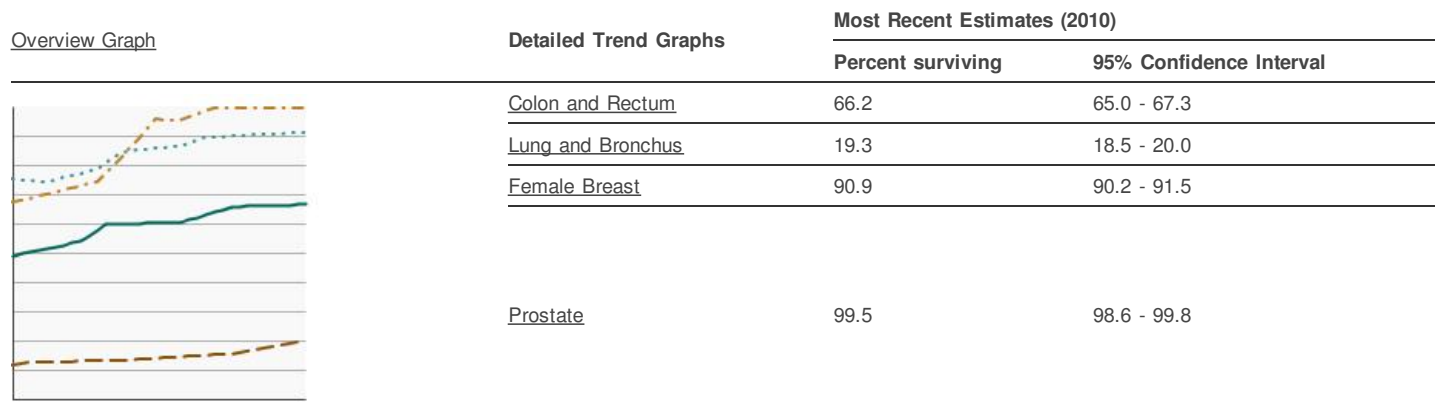 Overview Graph
Detailed Trend Graphs
Most Recent Estimates (2010)
Percent surviving
95% Confidence Interval
Colon and Rectum 66.2 65.0 - 67.3
Lung and Bronchus 19.3 18.5 - 20.0
Female Breast 90.9 90.2 - 91.5
Prostate 99.5 98.6 - 99.8